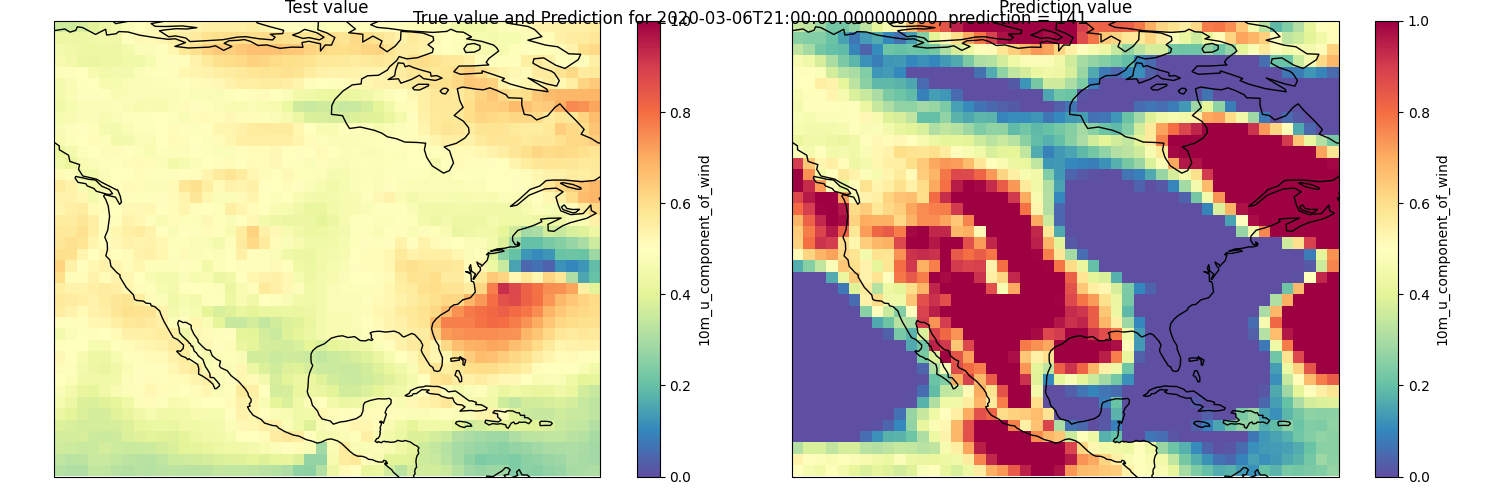 Test value
Prediction value
True value and Prediction for 2020-03-06T21:00:00.000000000, prediction =
1.0
0.8
0.6
0.4
0.2
0.0
10m_u_component_of_wind
1.0
0.8
0.6
0.4
0.2
0.0
10m_u_component_of_wind